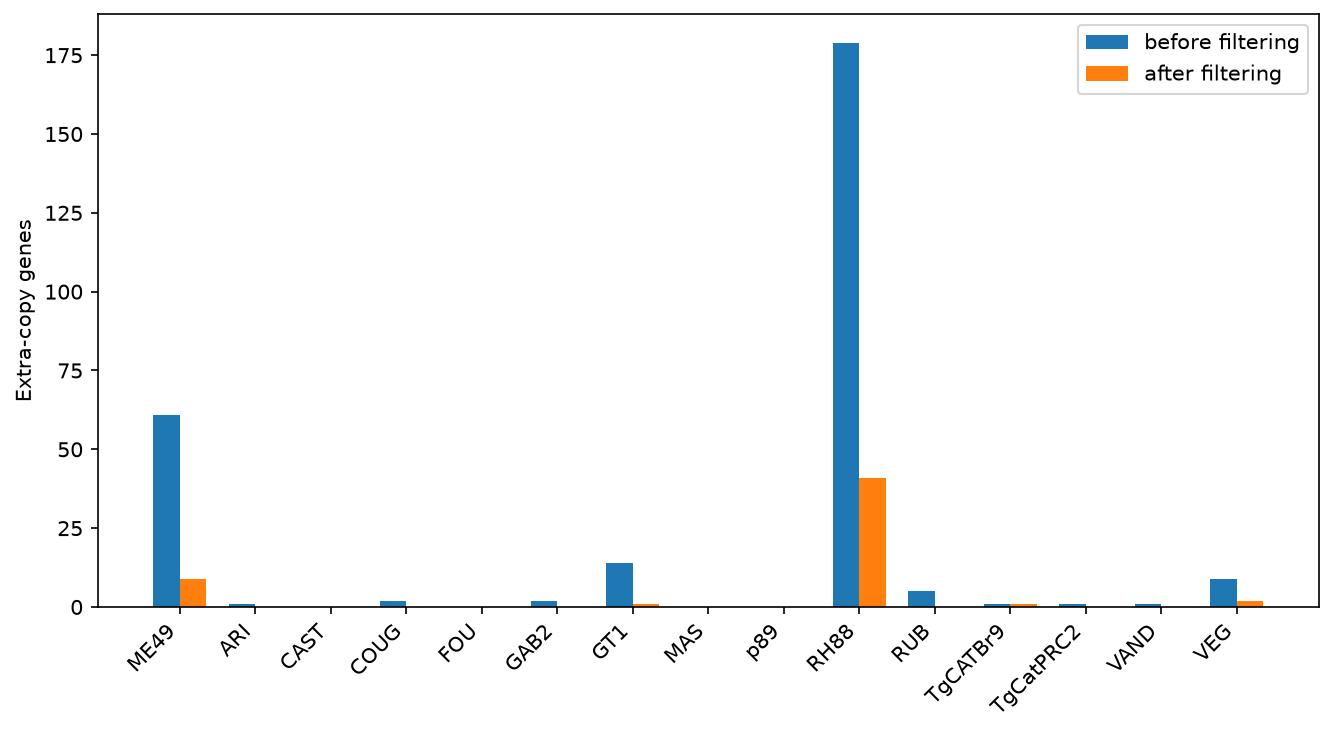 before filtering
after filtering
Extra-copy genes
175
150
125
100
75
50
25
0
ME49
ARI
CAST
COUG
FOU
GAB2
GT1
MAS
p89
RH88
RUB
TgCATBr9
TgCatPRC2
VAND
VEG